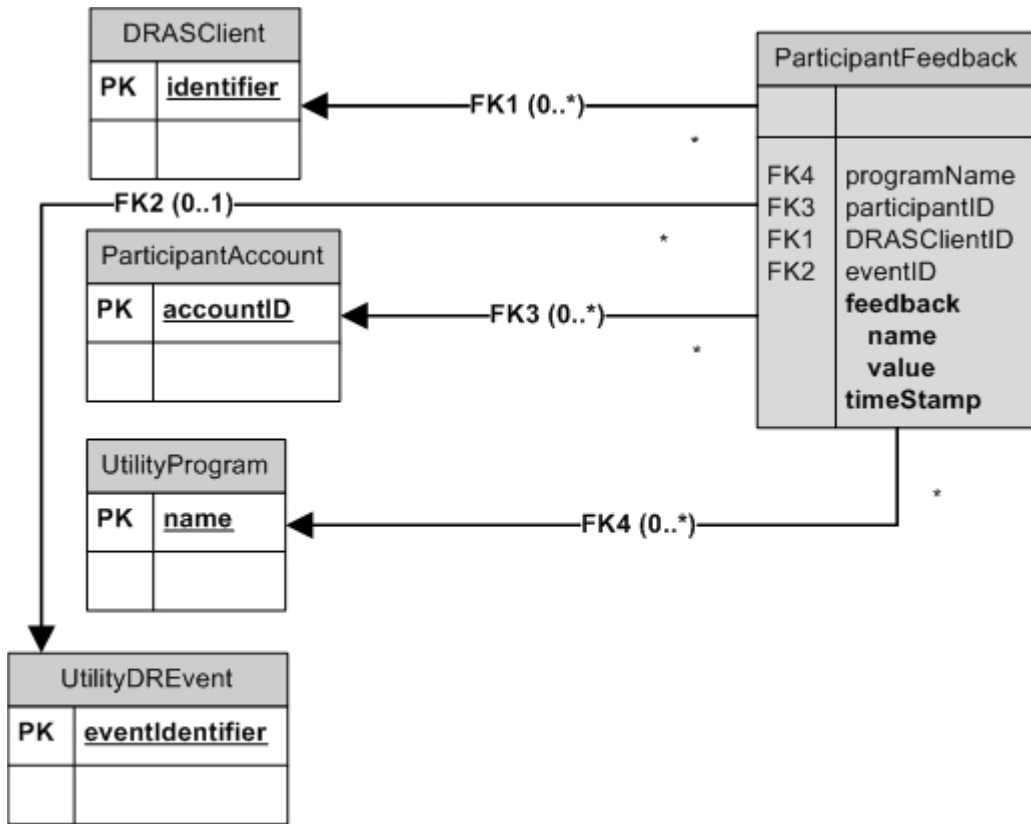 DRASClient
PK identifier
ParticipantFeedback
FK1 (0..*)
*
FK4 programName
FK3 participantID
FK1 DRASClientID
FK2 eventID
feedback
name
value
timeStamp
FK2 (0..1)
*
ParticipantAccount
PK accountID
FK3 (0..*)
*
UtilityProgram
PK name
FK4 (0..*)
*
UtilityDREvent
PK eventIdentifier